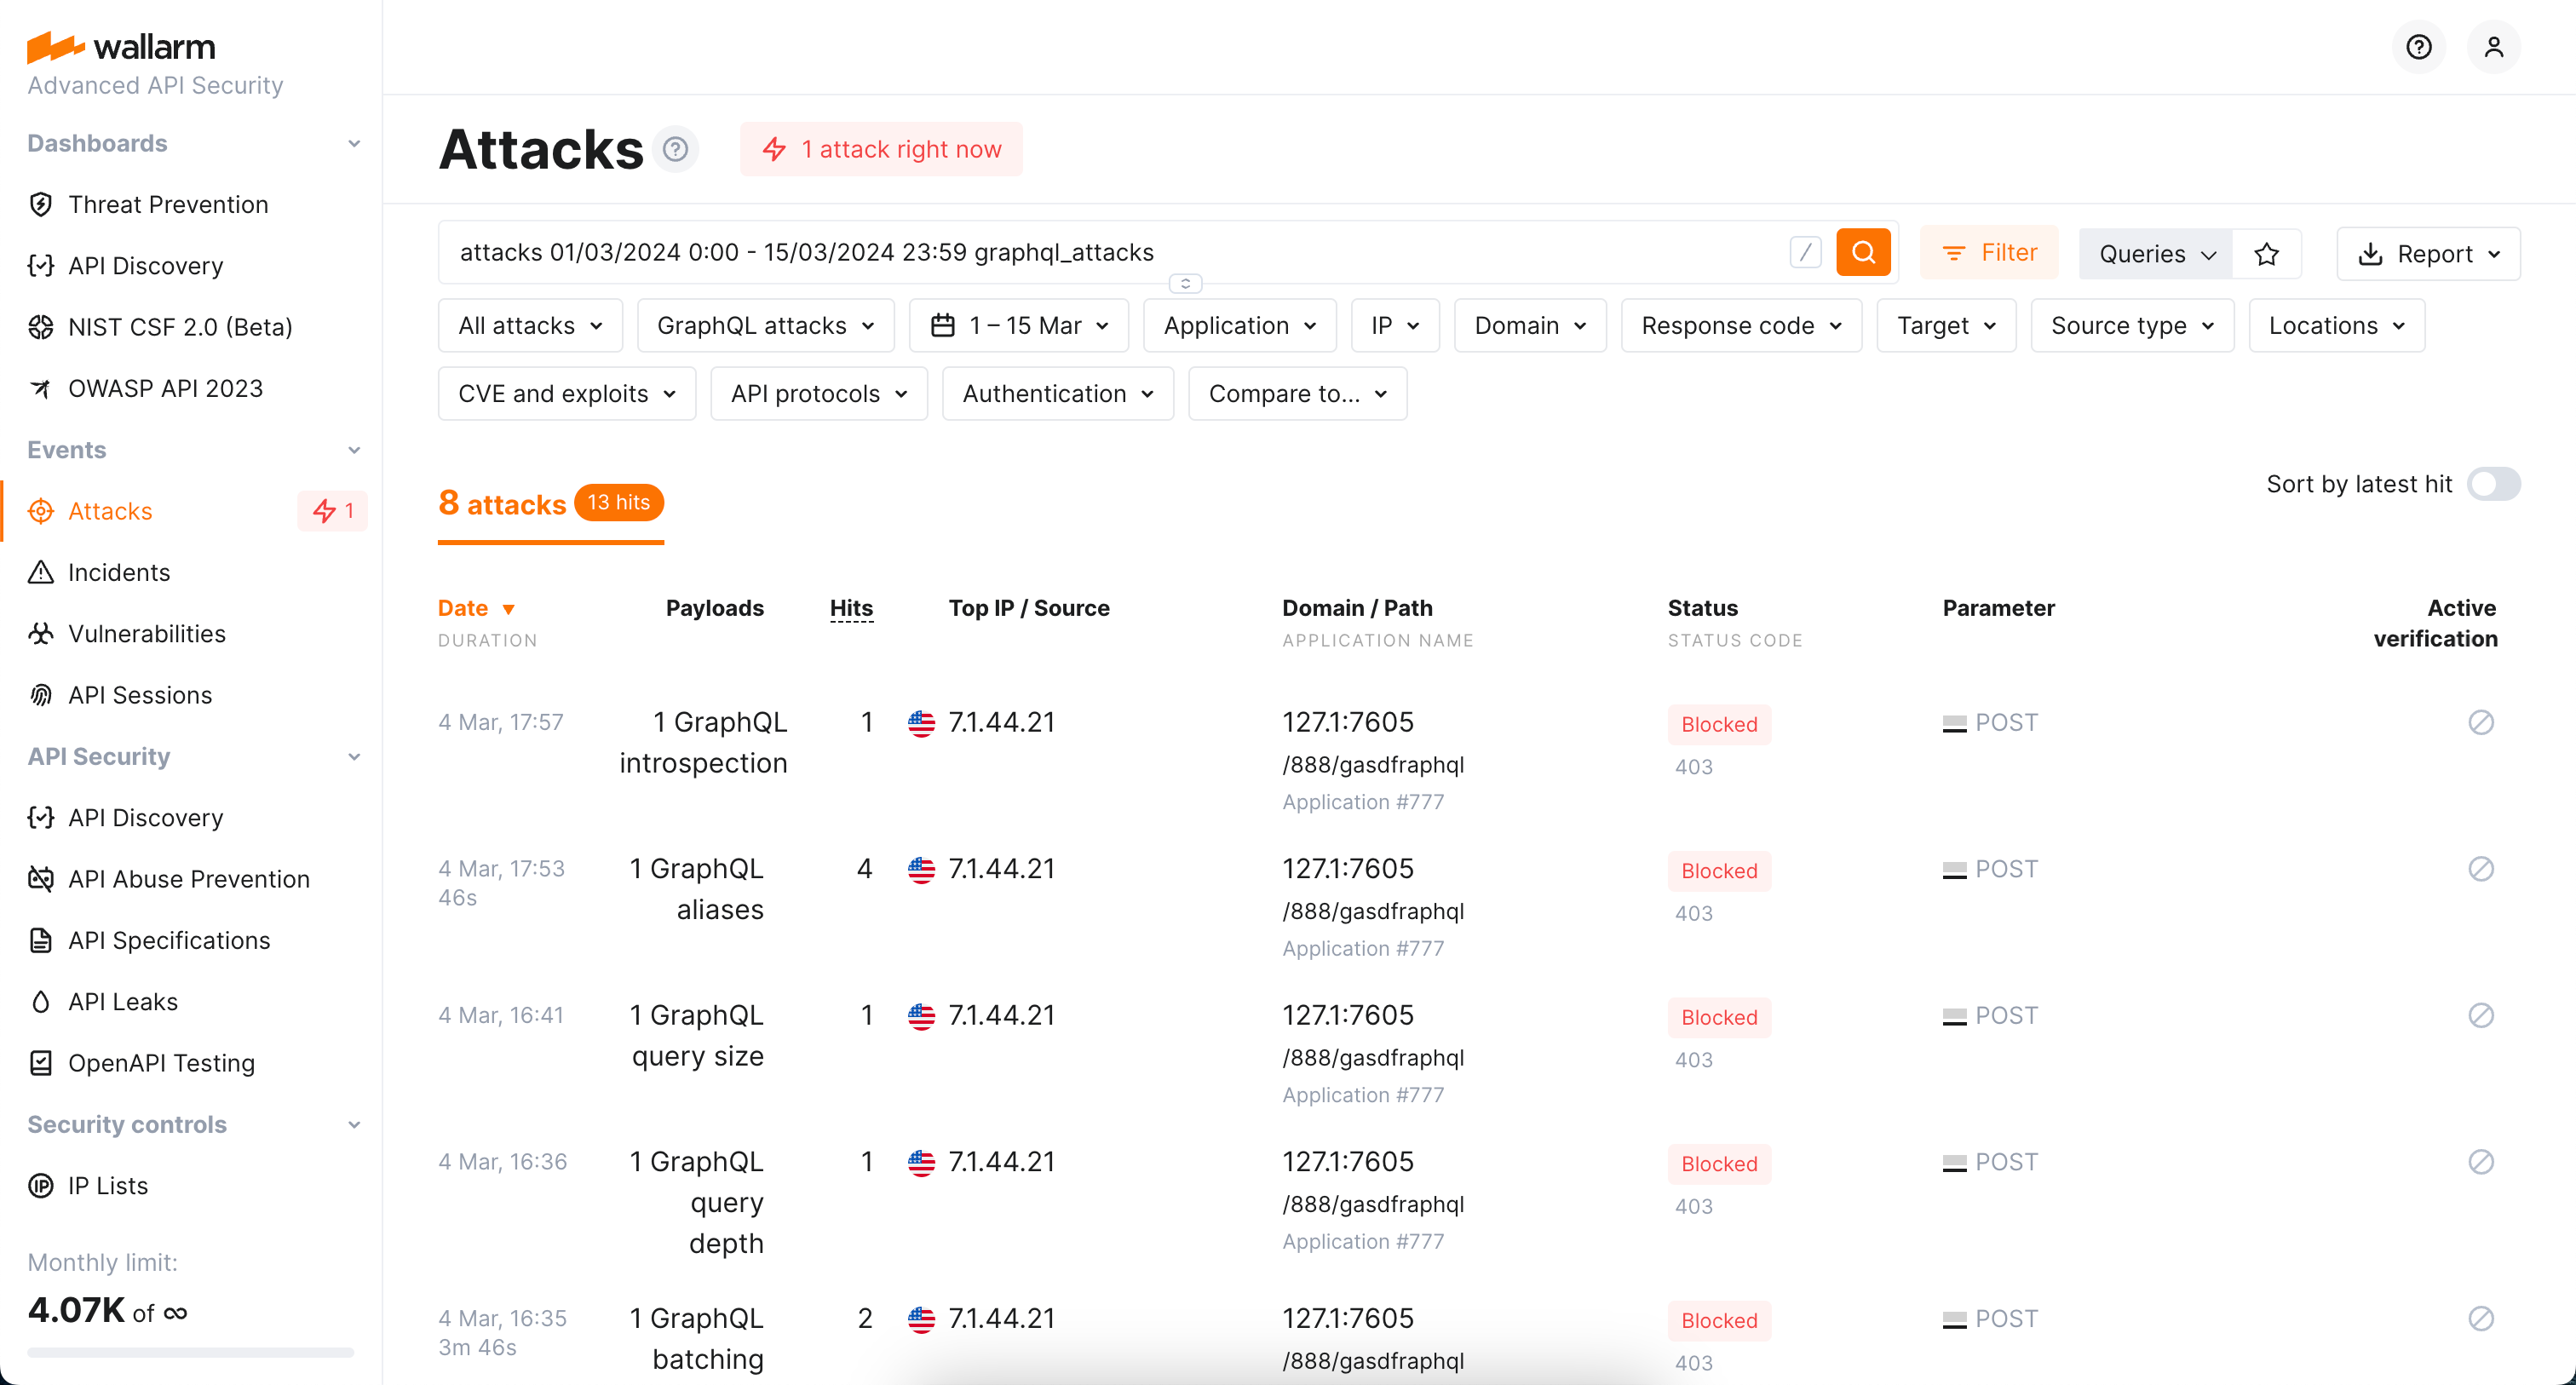 wallarm
Advanced API Security
Dashboards
Threat Prevention
API Discovery
NIST CSF 2.0 (Beta)
OWASP API 2023
Events
Attacks 1
Incidents
Vulnerabilities
API Sessions
API Security
API Discovery
API Abuse Prevention
API Specifications
API Leaks
OpenAPI Testing
Security controls
IP Lists
Monthly limit:
4.07K of ∞
Attacks
1 attack right now
attacks 01/03/2024 0:00 - 15/03/2024 23:59 graphql_attacks /
Filter
Queries
Report
All attacks GraphQL attacks 1 – 15 Mar Application IP Domain Response code Target Source type Locations
CVE and exploits API protocols Authentication Compare to...
8 attacks 13 hits
Sort by latest hit
Date Payloads Hits Top IP / Source Domain / Path Status Parameter Active
DURATION APPLICATION NAME STATUS CODE verification
4 Mar, 17:57 1 GraphQL 1 7.1.44.21 127.1:7605 Blocked POST
introspection /888/gasdfraphql 403
Application #777
4 Mar, 17:53 1 GraphQL 4 7.1.44.21 127.1:7605 Blocked POST
46s aliases /888/gasdfraphql 403
Application #777
4 Mar, 16:41 1 GraphQL 1 7.1.44.21 127.1:7605 Blocked POST
query size /888/gasdfraphql 403
Application #777
4 Mar, 16:36 1 GraphQL 1 7.1.44.21 127.1:7605 Blocked POST
query /888/gasdfraphql 403
depth Application #777
4 Mar, 16:35 1 GraphQL 2 7.1.44.21 127.1:7605 Blocked POST
3m 46s batching /888/gasdfraphql 403